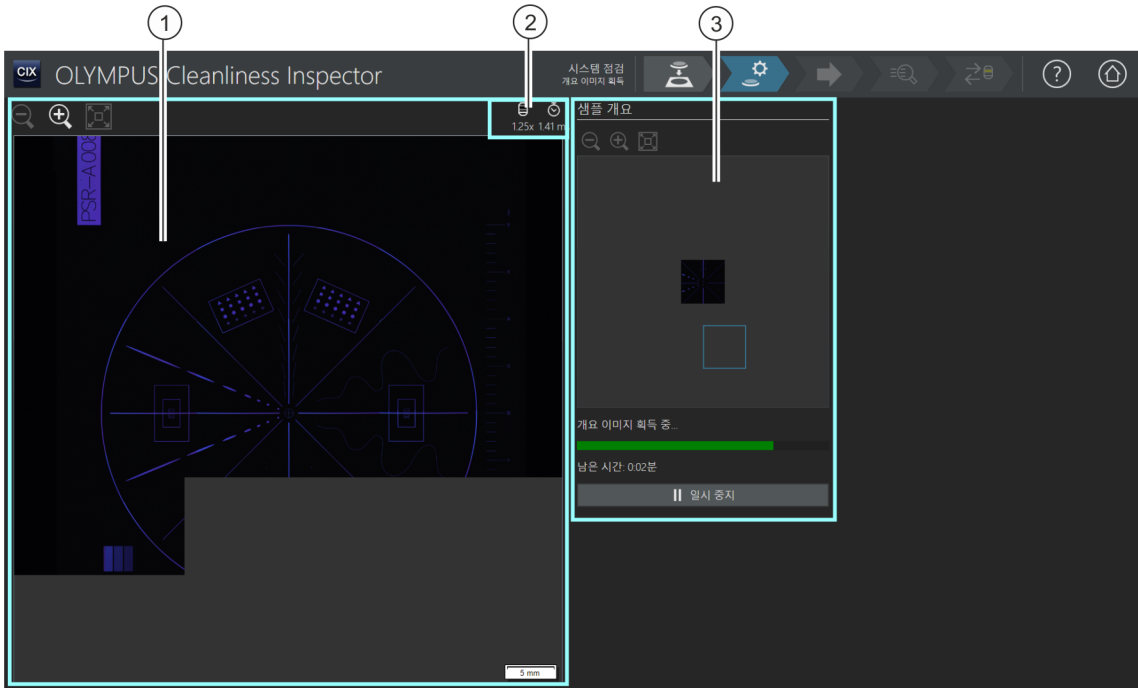 1
2
3
CIX
OLYMPUS Cleanliness Inspector
시스템 점검
개요 이미지 획득
?
1.25x 1.41 m
샘플 개요
PSR-A 008
개요 이미지 획득 중...
남은 시간: 0:02분
일시 중지
5 mm